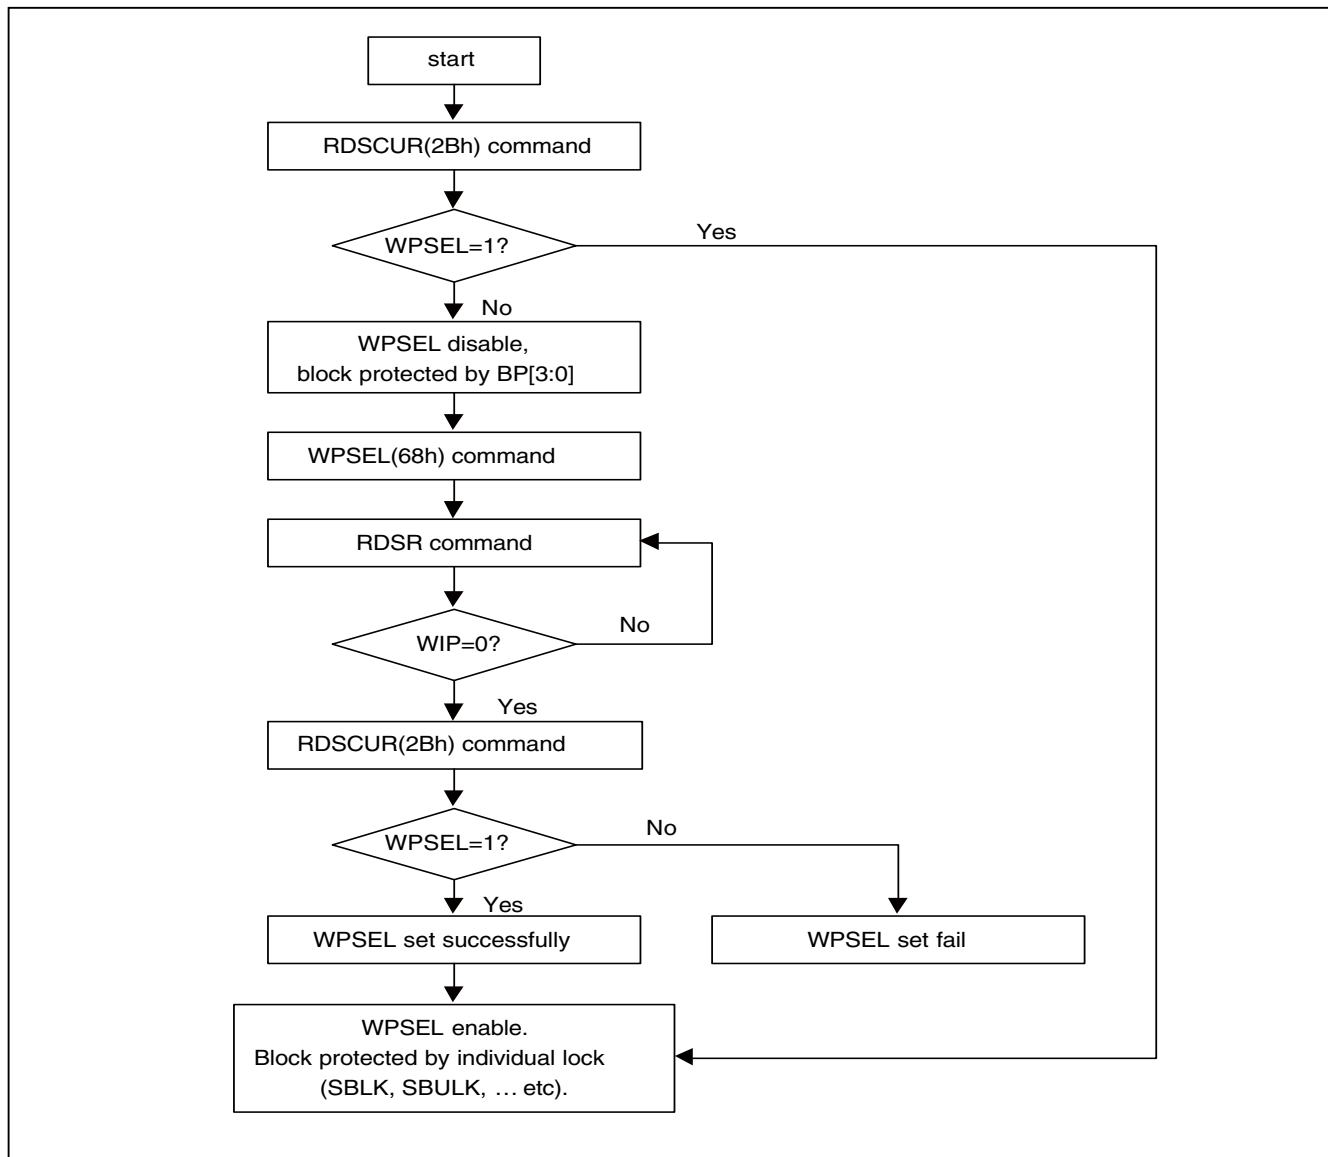 start
RDSCUR(2Bh) command
WPSEL=1?
Yes
No
WPSEL disable,
block protected by BP[3:0]
WPSEL(68h) command
RDSR command
WIP=0?
No
Yes
RDSCUR(2Bh) command
WPSEL=1?
No
Yes
WPSEL set successfully
WPSEL set fail
WPSEL enable.
Block protected by individual lock
(SBLK, SBULK, … etc).